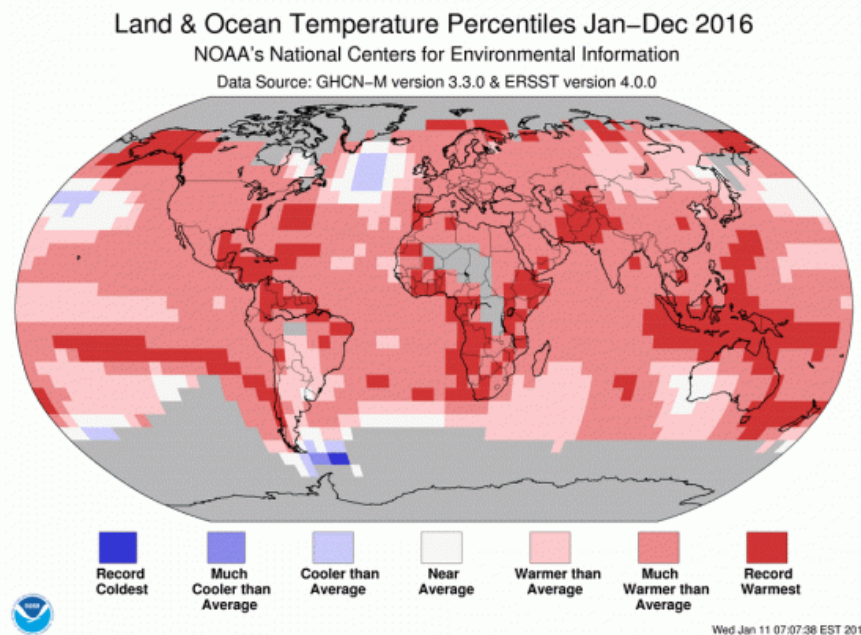 Land & Ocean Temperature Percentiles Jan–Dec 2016
NOAA's National Centers for Environmental Information
Data Source: GHCN–M version 3.3.0 & ERSST version 4.0.0
Record
Coldest
Much
Cooler than
Average
Cooler than
Average
Near
Average
Warmer than
Average
Much
Warmer than
Average
Record
Warmest
Wed Jan 11 07:07:38 EST 201